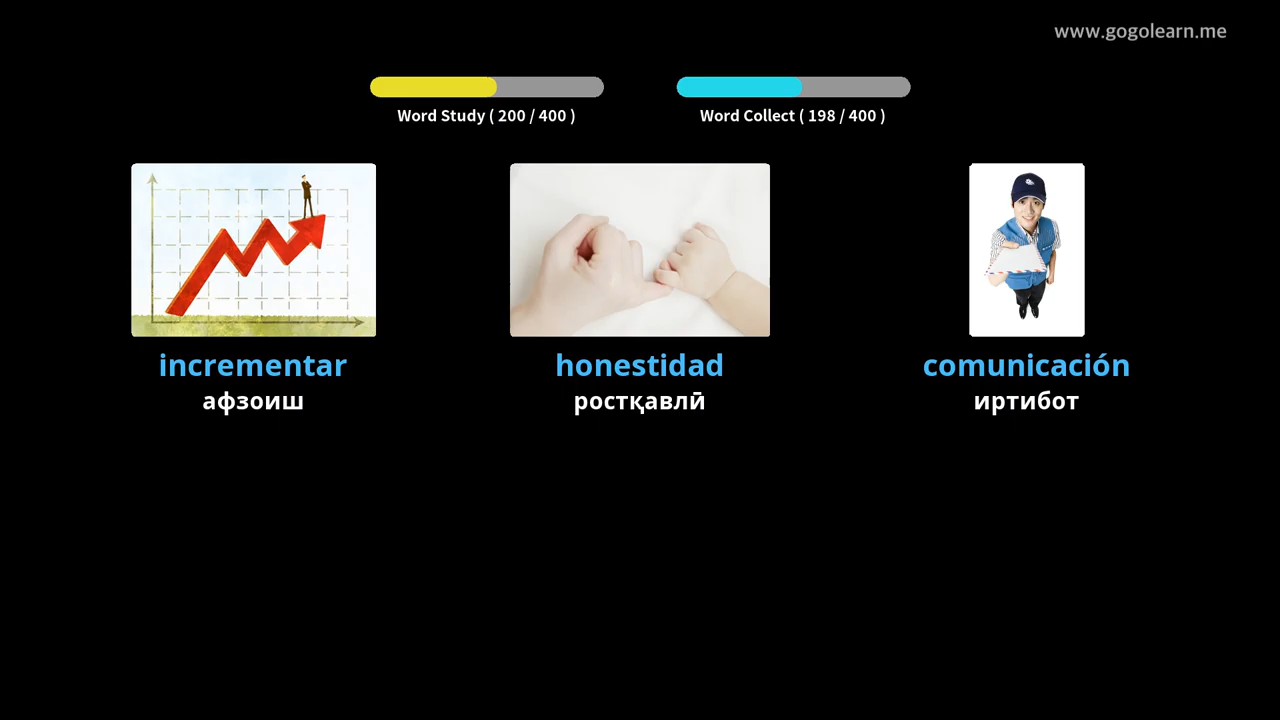 www.gogolearn.me
Word Study ( 200 / 400 )
Word Collect ( 198 / 400 )
incrementar
honestidad
comunicación
афзоиш
ростқавлӣ
иртибот